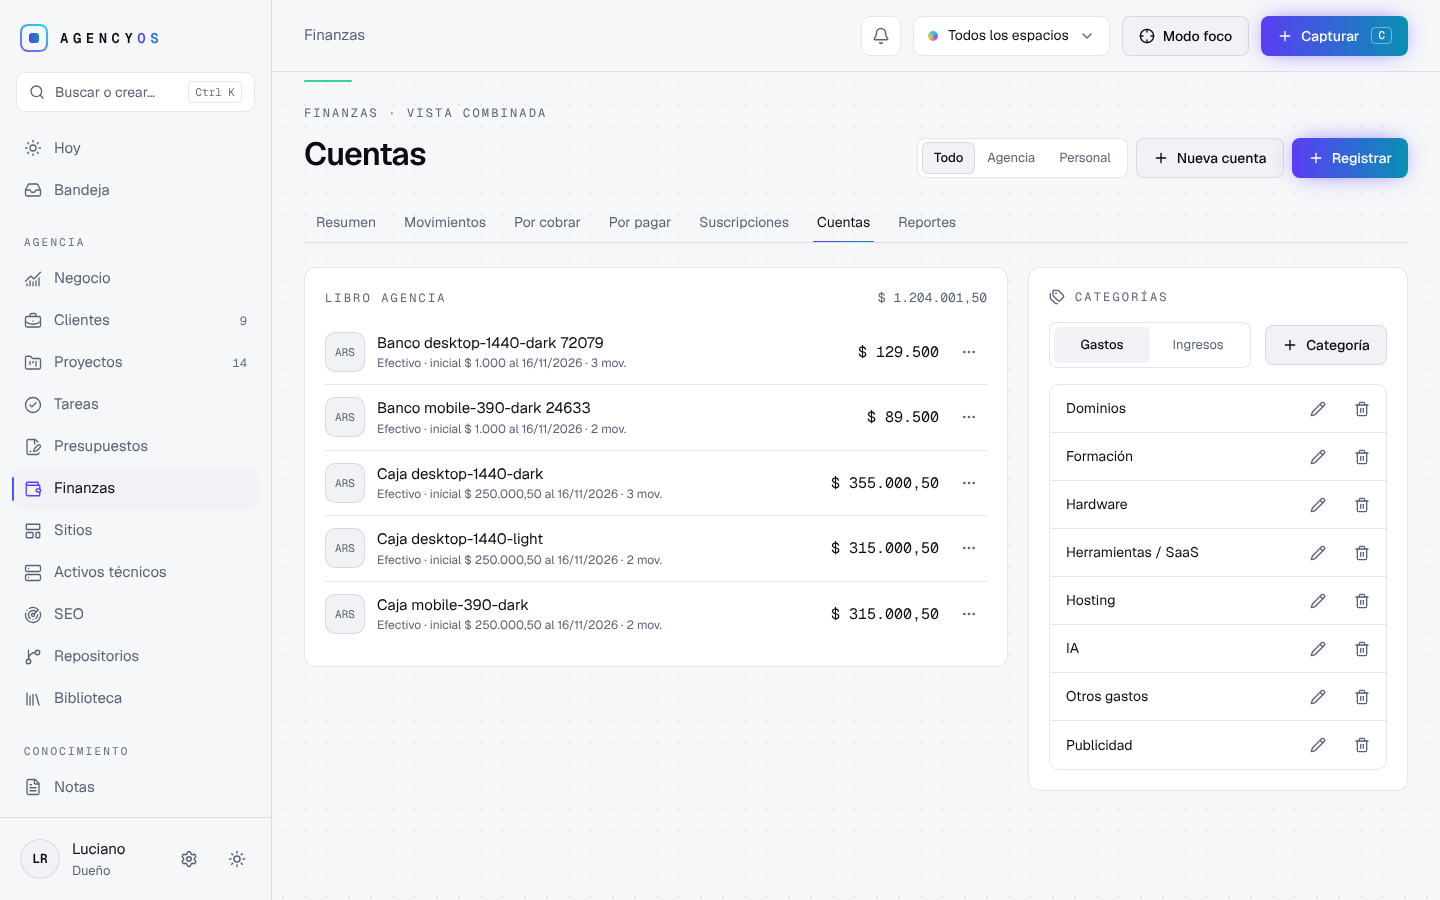 AGENCYOS
Buscar o crear... Ctrl K
Hoy
Bandeja
AGENCIA
Negocio
Clientes 9
Proyectos 14
Tareas
Presupuestos
Finanzas
Sitios
Activos técnicos
SEO
Repositorios
Biblioteca
CONOCIMIENTO
Notas
LR
Luciano
Dueño
Finanzas
Todos los espacios
Modo foco
Capturar C
FINANZAS · VISTA COMBINADA
Cuentas
Todo Agencia Personal
Nueva cuenta
Registrar
Resumen Movimientos Por cobrar Por pagar Suscripciones Cuentas Reportes
LIBRO AGENCIA $ 1.204.001,50
ARS Banco desktop-1440-dark 72079 $ 129.500
Efectivo · inicial $ 1.000 al 16/11/2026 · 3 mov.
ARS Banco mobile-390-dark 24633 $ 89.500
Efectivo · inicial $ 1.000 al 16/11/2026 · 2 mov.
ARS Caja desktop-1440-dark $ 355.000,50
Efectivo · inicial $ 250.000,50 al 16/11/2026 · 3 mov.
ARS Caja desktop-1440-light $ 315.000,50
Efectivo · inicial $ 250.000,50 al 16/11/2026 · 2 mov.
ARS Caja mobile-390-dark $ 315.000,50
Efectivo · inicial $ 250.000,50 al 16/11/2026 · 2 mov.
CATEGORÍAS
Gastos Ingresos
Categoría
Dominios
Formación
Hardware
Herramientas / SaaS
Hosting
IA
Otros gastos
Publicidad